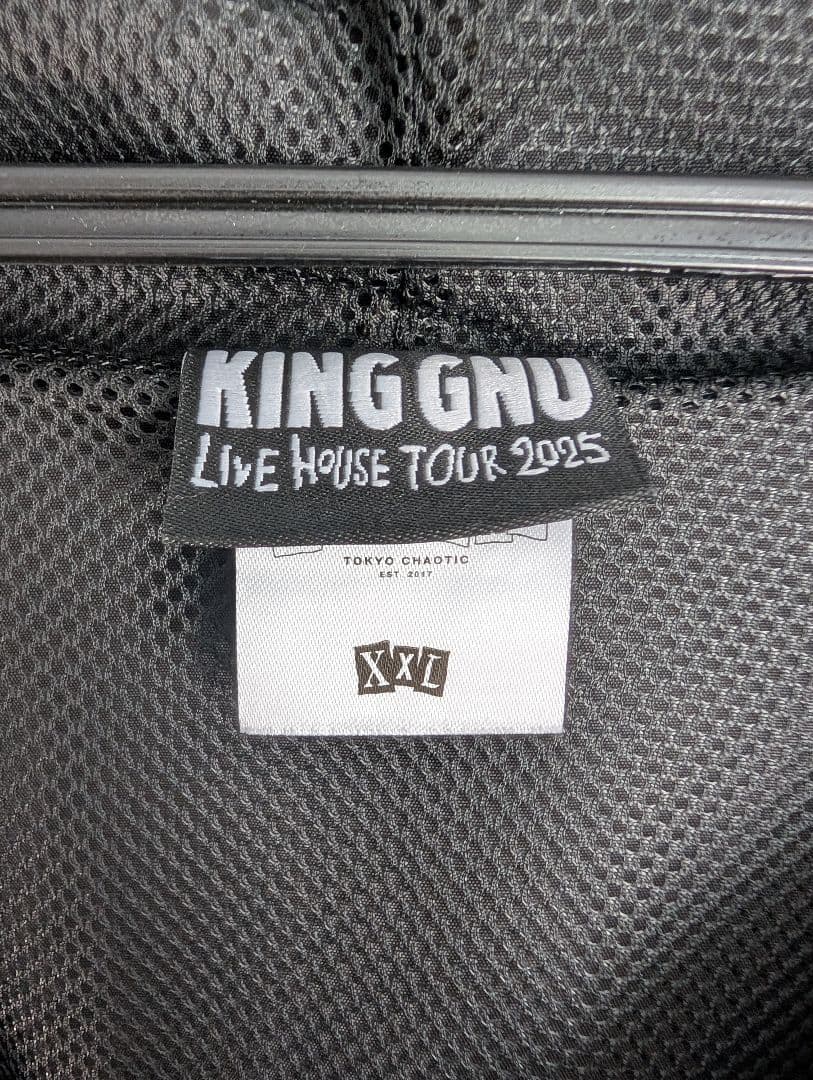 KING GNU
LIVE HOUSE TOUR 2025
TOKYO CHAOTIC
EST. 2017
XXL